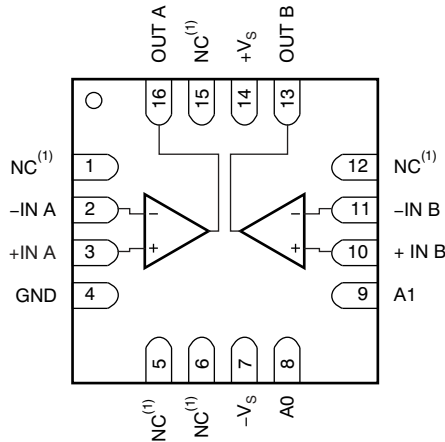 OUT A
NC(1)
+VS
OUT B
16
15
14
13
NC(1)
1
12
NC(1)
–IN A
2
–
–
11
–IN B
+IN A
3
+
+
10
+ IN B
GND
4
9
A1
5
6
7
8
NC(1)
NC(1)
–VS
A0